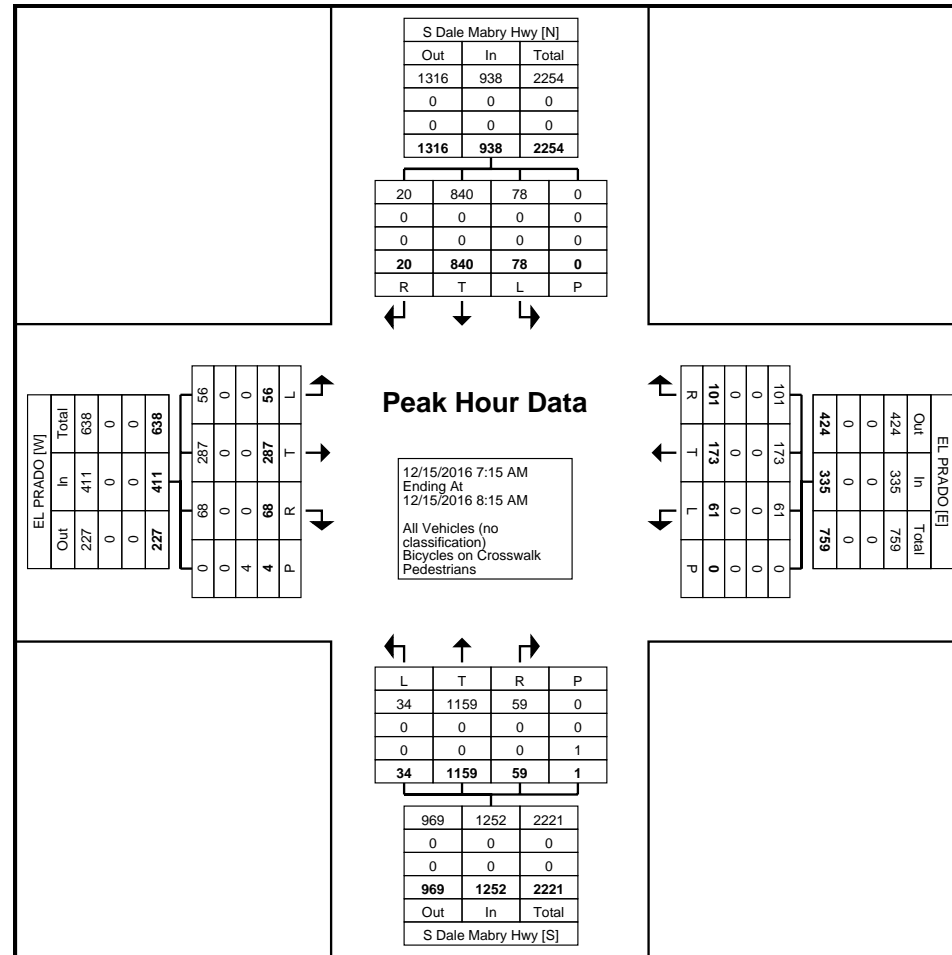 S Dale Mabry Hwy [N]
Out In Total
1316 938 2254
0 0 0
0 0 0
1316 938 2254
20 840 78 0
0 0 0 0
0 0 0 0
20 840 78 0
R T L P
EL PRADO [W]
Total In Out
638 411 227
0 0 0
0 0 0
638 411 227
56 287 68 0
0 0 0 0
0 0 0 4
56 287 68 4
L T R P
Peak Hour Data
12/15/2016 7:15 AM
Ending At
12/15/2016 8:15 AM
All Vehicles (no
classification)
Bicycles on Crosswalk
Pedestrians
R T L P
101 173 61 0
0 0 0 0
0 0 0 0
101 173 61 0
424 335 759
0 0 0
0 0 0
424 335 759
Out In Total
EL PRADO [E]
L T R P
34 1159 59 0
0 0 0 0
0 0 0 1
34 1159 59 1
969 1252 2221
0 0 0
0 0 0
969 1252 2221
Out In Total
S Dale Mabry Hwy [S]